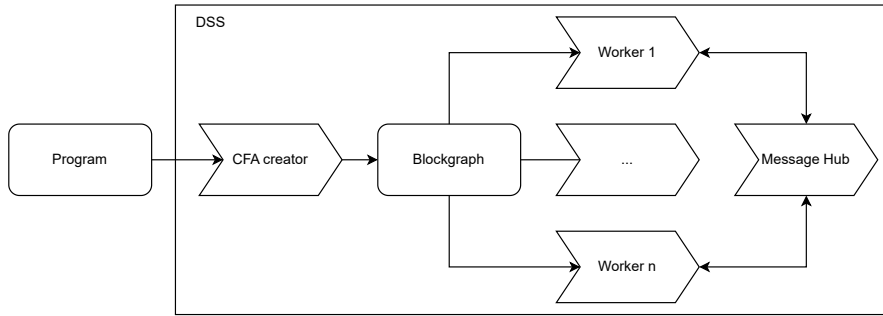 DSS
Worker 1
Program
CFA creator
Blockgraph
...
Message Hub
Worker n